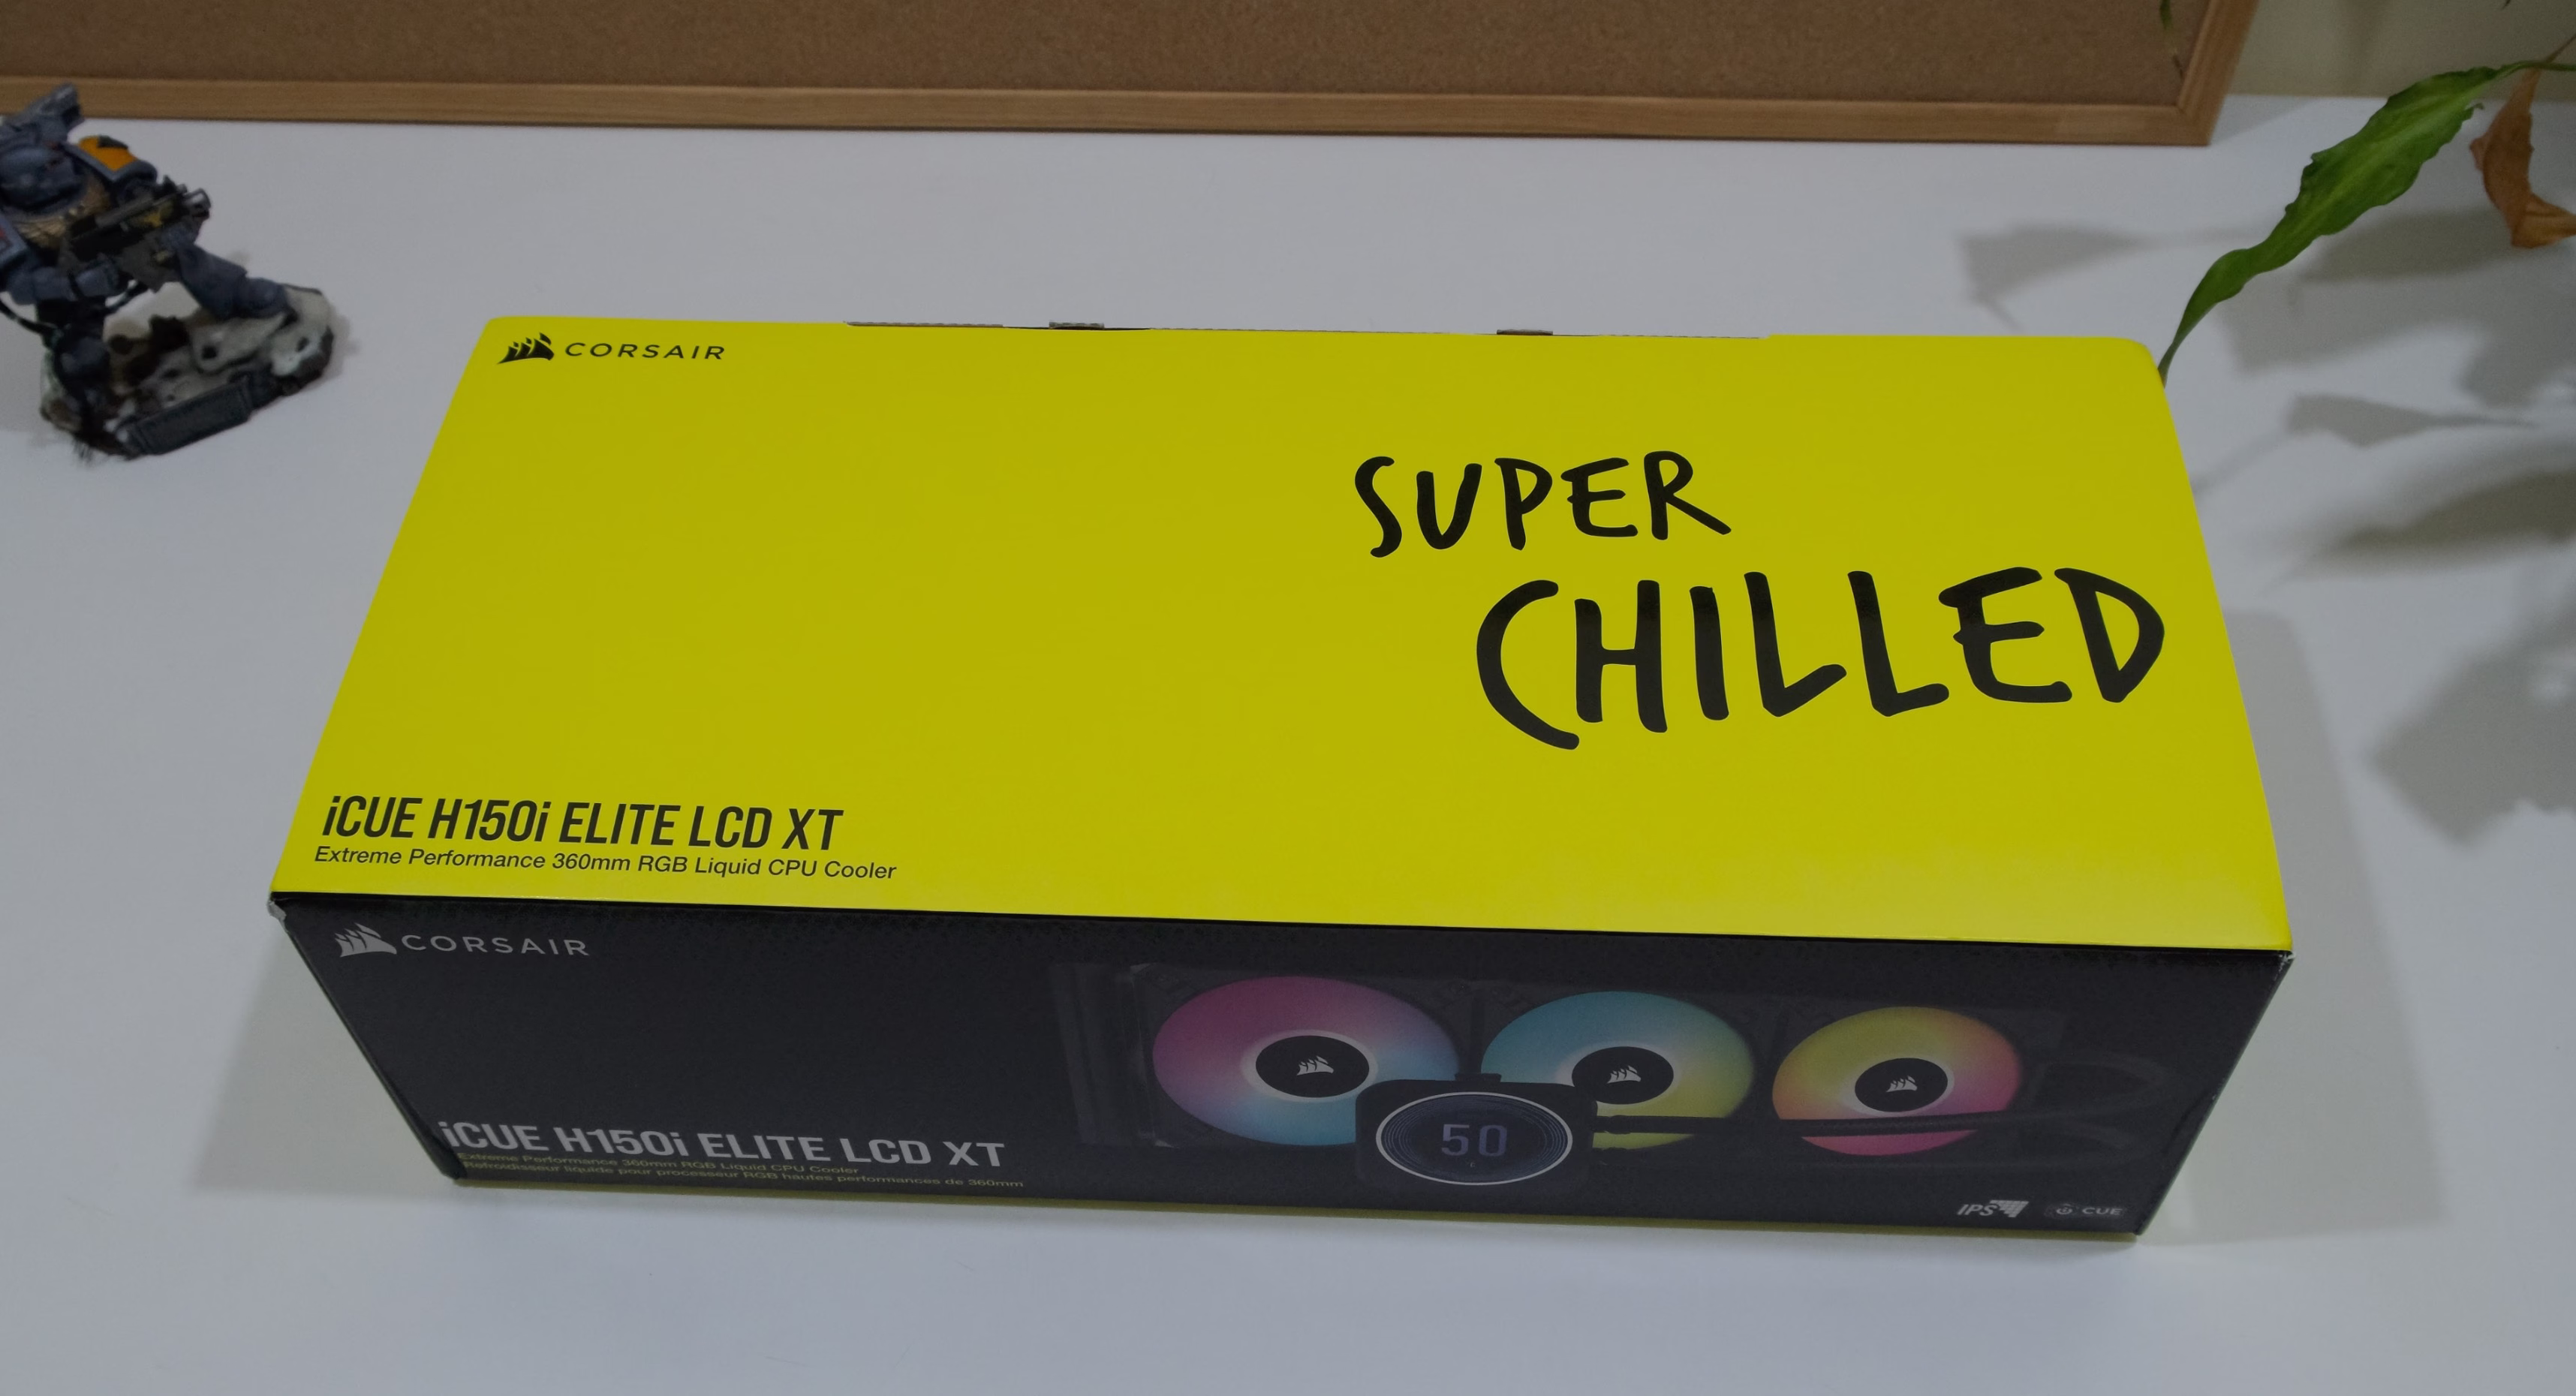 CORSAIR
SUPER
CHILLED
iCUE H150i ELITE LCD XT
Extreme Performance 360mm RGB Liquid CPU Cooler
CORSAIR
50
iCUE H150i ELITE LCD XT
Extreme Performance 360mm RGB Liquid CPU Cooler
Refroidisseur liquide pour processeur RGB hautes performances de 360mm
IPS
CUE